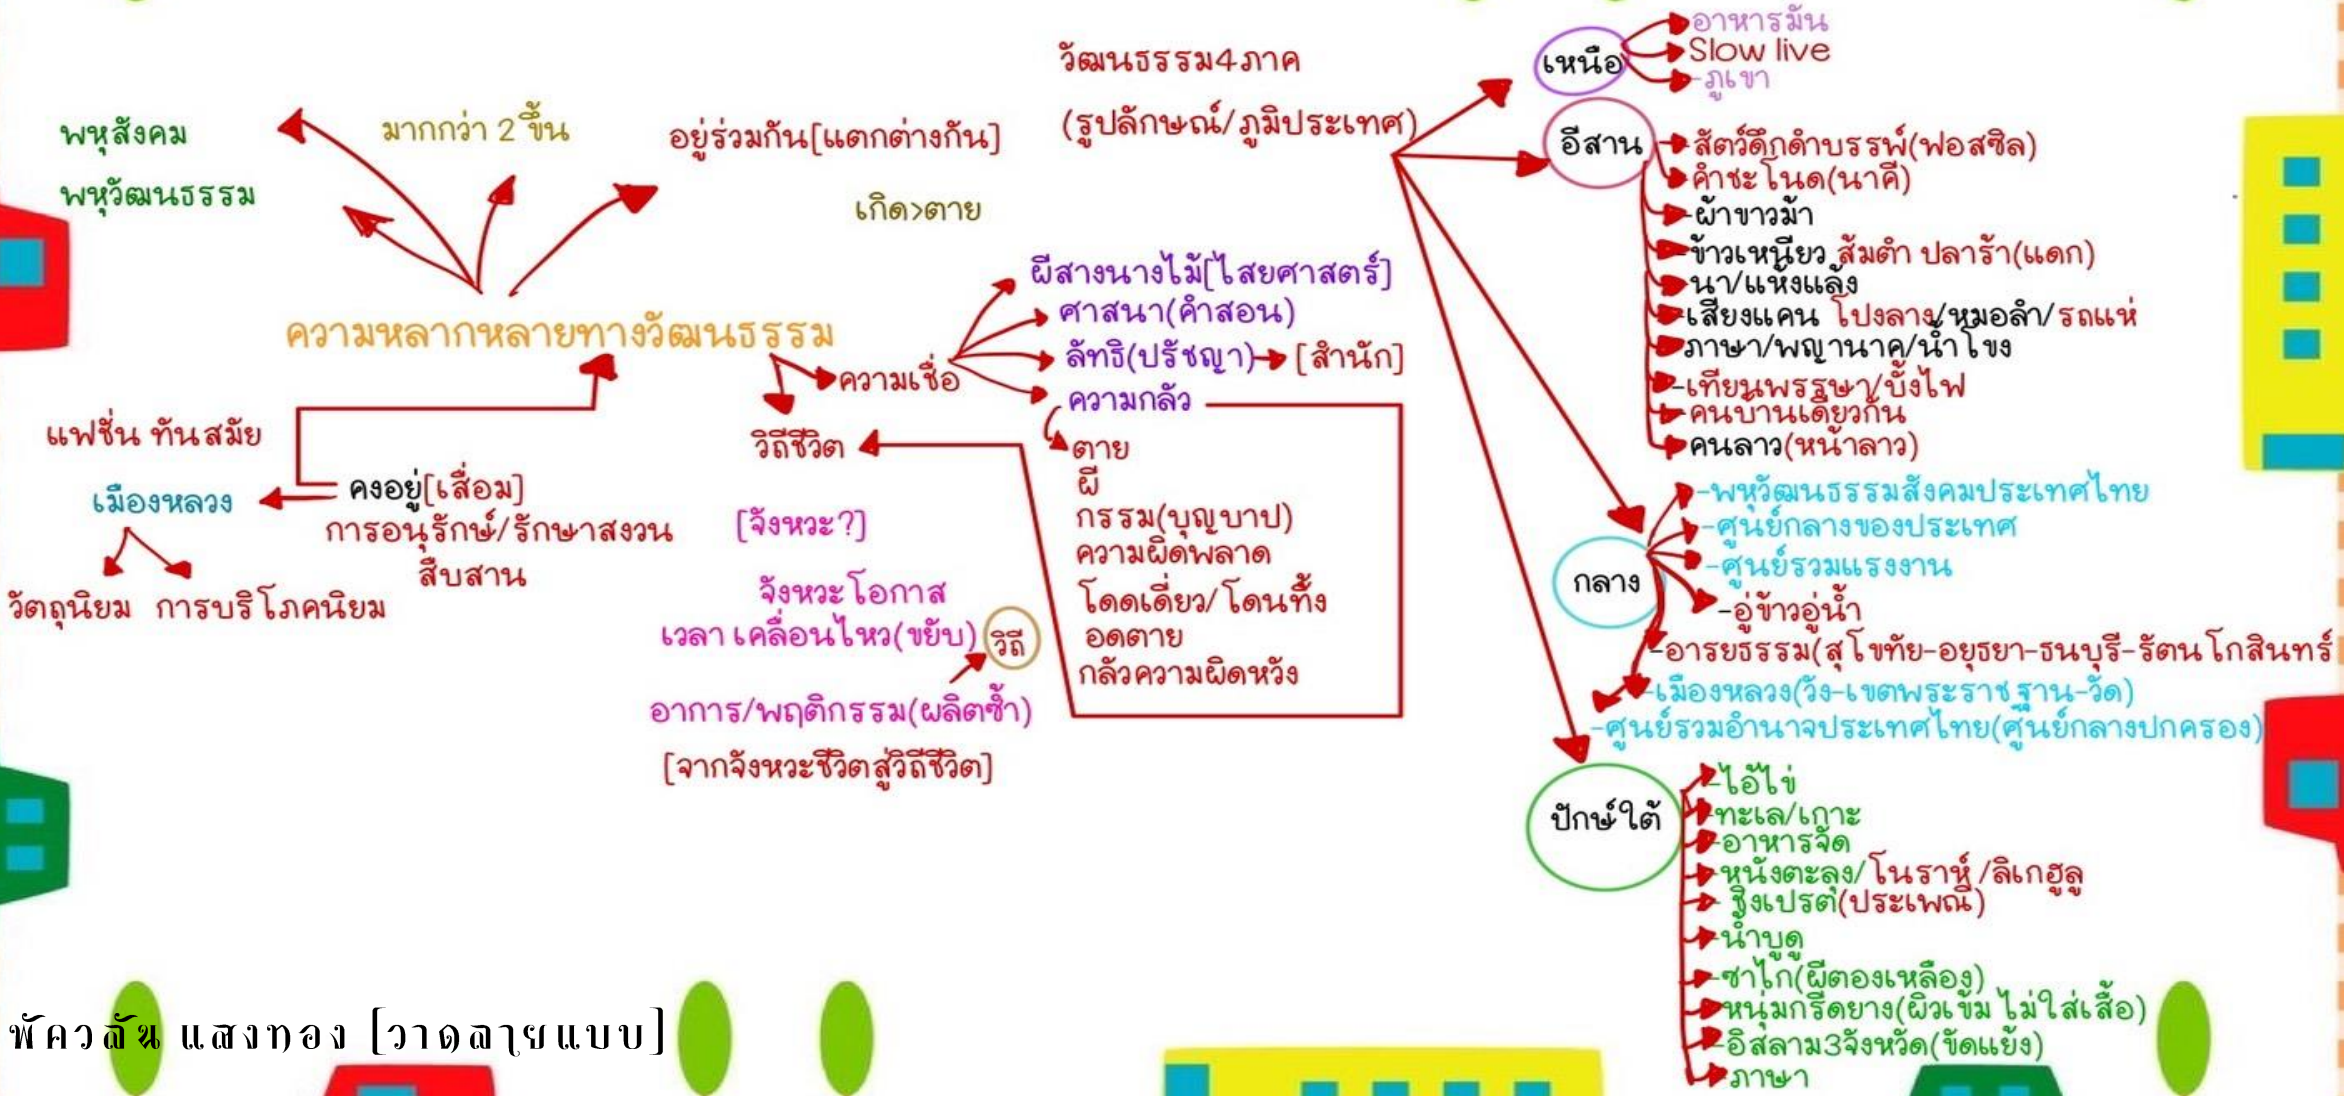 พหุสังคม
พหุวัฒนธรรม
มากกว่า 2 ขึ้น
อยู่ร่วมกัน[แตกต่างกัน]
เกิด>ตาย
ความหลากหลายทางวัฒนธรรม
แฟชั่น ทันสมัย
เมืองหลวง
วัตถุนิยม การบริโภคนิยม
คงอยู่[เสื่อม]
การอนุรักษ์/รักษาสงวน
สืบสาน
ความเชื่อ
ผีสางนางไม้[ไสยศาสตร์]
ศาสนา(คำสอน)
ลัทธิ(ปรัชญา) [สำนัก]
ความกลัว
ตาย
ผี
กรรม(บุญบาป)
ความผิดพลาด
โดดเดี่ยว/โดนทิ้ง
อดตาย
กลัวความผิดหวัง
วิถีชีวิต
[จังหวะ?]
จังหวะโอกาส
เวลา เคลื่อนไหว(ขยับ)
วิถี
อาการ/พฤติกรรม(ผลิตซ้ำ)
[จากจังหวะชีวิตสู่วิถีชีวิต]
วัฒนธรรม4ภาค
(รูปลักษณ์/ภูมิประเทศ)
เหนือ
อาหารมัน
Slow live
-ภูเขา
อีสาน
สัตว์ดึกดำบรรพ์(ฟอสซิล)
คำชะโนด(นาคี)
-ผ้าขาวม้า
-ข้าวเหนียว ส้มตำ ปลาร้า(แดก)
-นา/แห้งแล้ง
-เสียงแคน โปงลาง/หมอลำ/รถแห่
-ภาษา/พญานาค/น้ำโขง
-เทียนพรรษา/บั้งไฟ
-คนบ้านเดียวกัน
คนลาว(หน้าลาว)
กลาง
-พหุวัฒนธรรมสังคมประเทศไทย
-ศูนย์กลางของประเทศ
-ศูนย์รวมแรงงาน
-อู่ข้าวอู่น้ำ
-อารยธรรม(สุโขทัย-อยุธยา-ธนบุรี-รัตนโกสินทร์
-เมืองหลวง(วัง-เขตพระราชฐาน-วัด)
-ศูนย์รวมอำนาจประเทศไทย(ศูนย์กลางปกครอง)
ปักษ์ใต้
-ไอ้ไข่
-ทะเล/เกาะ
-อาหารจัด
-หนังตะลุง/โนราห์ /ลิเกฮูลู
- ชิงเปรต(ประเพณี)
-น้ำบูดู
-ซาไก(ผีตองเหลือง)
-หนุ่มกรีดยาง(ผิวเข้ม ไม่ใส่เสื้อ)
-อิสลาม3จังหวัด(ขัดแย้ง)
-ภาษา
พัควลัน แสงทอง [วาดลายแบบ]